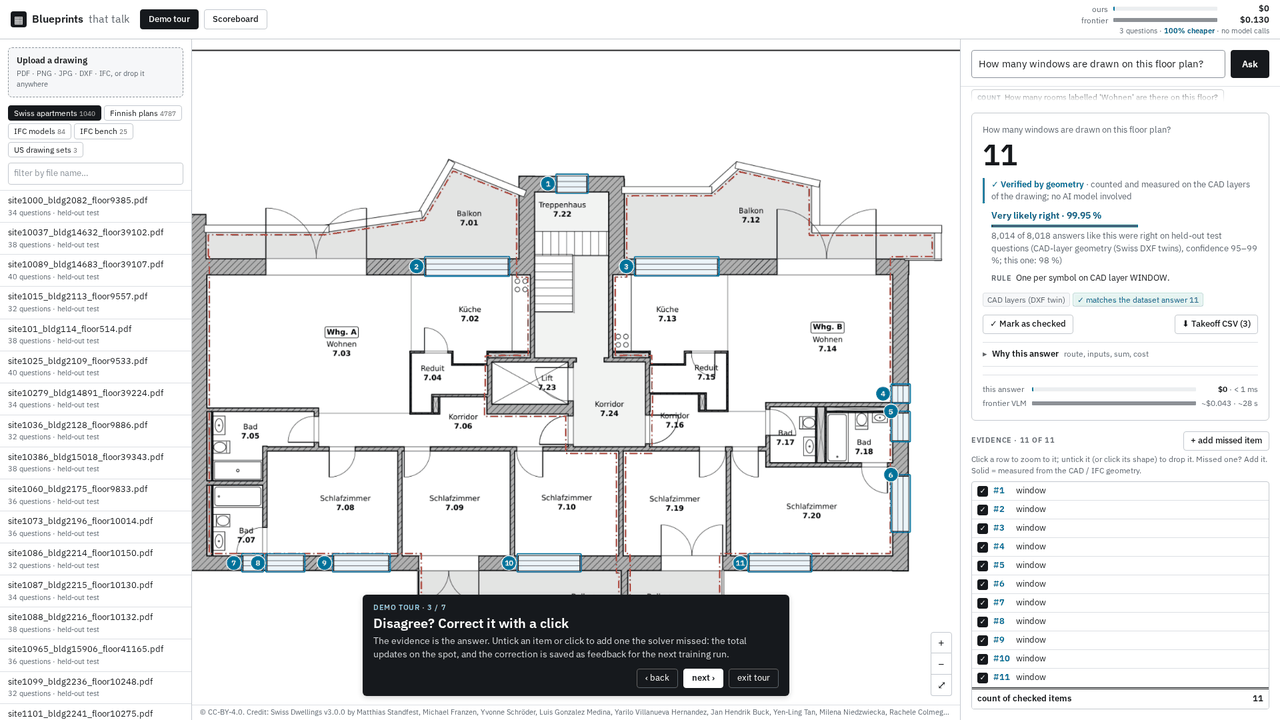 Blueprints that talk
Demo tour
Scoreboard
ours $0
frontier $0.130
3 questions · 100% cheaper · no model calls
Upload a drawing
PDF · PNG · JPG · DXF · IFC, or drop it
anywhere
Swiss apartments 1040
Finnish plans 4787
IFC models 84
IFC bench 25
US drawing sets 3
filter by file name...
site1000_bldg2082_floor9385.pdf
34 questions · held-out test
site10037_bldg14632_floor39102.pdf
38 questions · held-out test
site10089_bldg14683_floor39107.pdf
40 questions · held-out test
site1015_bldg2113_floor9557.pdf
32 questions · held-out test
site101_bldg114_floor514.pdf
38 questions · held-out test
site1025_bldg2109_floor9533.pdf
40 questions · held-out test
site10279_bldg14891_floor39224.pdf
34 questions · held-out test
site1036_bldg2128_floor9886.pdf
32 questions · held-out test
site10386_bldg15018_floor39343.pdf
38 questions · held-out test
site1060_bldg2175_floor9833.pdf
36 questions · held-out test
site1073_bldg2196_floor10014.pdf
36 questions · held-out test
site1086_bldg2214_floor10150.pdf
32 questions · held-out test
site1087_bldg2215_floor10130.pdf
34 questions · held-out test
site1088_bldg2216_floor10132.pdf
32 questions · held-out test
site10965_bldg15906_floor41165.pdf
36 questions · held-out test
site1099_bldg2236_floor10248.pdf
32 questions · held-out test
site1101_bldg2241_floor10275.pdf
1
Treppenhaus
7.22
Balkon
7.01
Balkon
7.12
2
3
Küche
7.02
Küche
7.13
Whg. A
Wohnen
7.03
Whg. B
Wohnen
7.14
Reduit
7.04
Lift
7.23
Reduit
7.15
4
Korridor
7.24
5
Korridor
7.06
Korridor
7.16
Bad
7.05
Bad
7.17
Bad
7.18
6
Schlafzimmer
7.08
Schlafzimmer
7.09
Schlafzimmer
7.10
Schlafzimmer
7.19
Schlafzimmer
7.20
Bad
7.07
7
8
9
10
11
DEMO TOUR · 3 / 7
Disagree? Correct it with a click
The evidence is the answer. Untick an item or click to add one the solver missed: the total
updates on the spot, and the correction is saved as feedback for the next training run.
‹ back
next ›
exit tour
+
−
⤢
© CC-BY-4.0. Credit: Swiss Dwellings v3.0.0 by Matthias Standfest, Michael Franzen, Yvonne Schröder, Luis Gonzalez Medina, Yarilo Villanueva Hernandez, Jan Hendrik Buck, Yen-Ling Tan, Milena Niedzwiecka, Rachele Colmeg...
How many windows are drawn on this floor plan?
Ask
COUNT How many rooms labelled 'Wohnen' are there on this floor?
How many windows are drawn on this floor plan?
11
✓ Verified by geometry · counted and measured on the CAD layers
of the drawing; no AI model involved
Very likely right · 99.95 %
8,014 of 8,018 answers like this were right on held-out test
questions (CAD-layer geometry (Swiss DXF twins), confidence 95–99
%; this one: 98 %)
RULE One per symbol on CAD layer WINDOW.
CAD layers (DXF twin)
✓ matches the dataset answer 11
✓ Mark as checked
⬇ Takeoff CSV (3)
▸ Why this answer route, inputs, sum, cost
this answer $0 · < 1 ms
frontier VLM ~$0.043 · ~28 s
EVIDENCE · 11 OF 11
+ add missed item
Click a row to zoom to it; untick it (or click its shape) to drop it. Missed one? Add it.
Solid = measured from the CAD / IFC geometry.
✓ #1 window
✓ #2 window
✓ #3 window
✓ #4 window
✓ #5 window
✓ #6 window
✓ #7 window
✓ #8 window
✓ #9 window
✓ #10 window
✓ #11 window
count of checked items 11